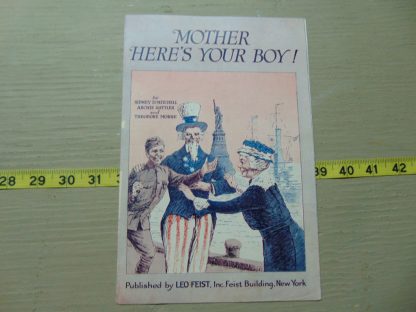 MOTHER
HERE'S YOUR BOY!
by
SIDNEY D. MITCHELL
ARCHIE GOTTLER
and
THEODORE MORSE
28 29 30 31 39 40 41 42
Published by LEO FEIST, Inc. Feist Building, New York